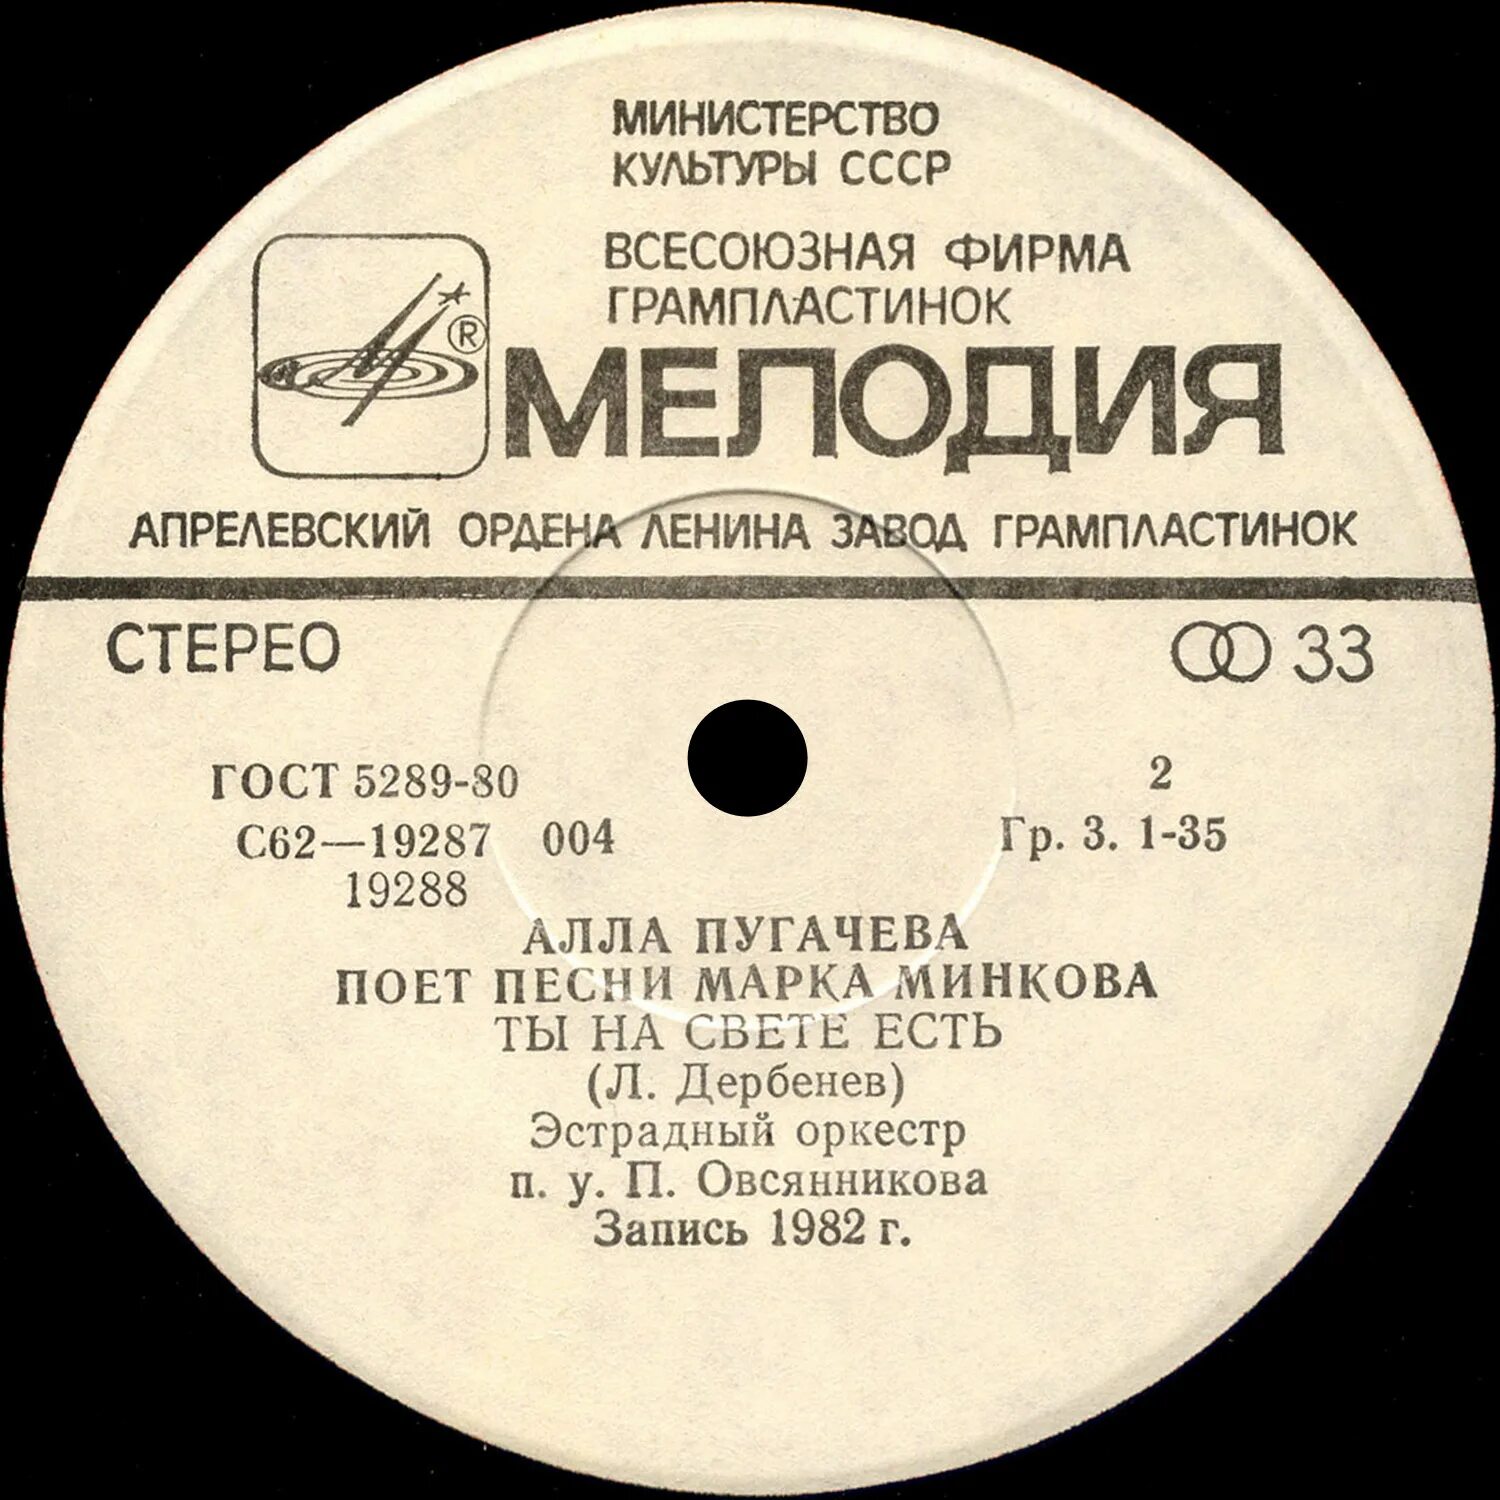 МИНИСТЕРСТВО
КУЛЬТУРЫ СССР
ВСЕСОЮЗНАЯ ФИРМА
ГРАМПЛАСТИНОК
®
МЕЛОДИЯ
АПРЕЛЕВСКИЙ ОРДЕНА ЛЕНИНА ЗАВОД ГРАМПЛАСТИНОК
СТЕРЕО 33
ГОСТ 5289-80 2
С62—19287 004 Гр. 3. 1-35
19288
АЛЛА ПУГАЧЕВА
ПОЕТ ПЕСНИ МАРКА МИНКОВА
ТЫ НА СВЕТЕ ЕСТЬ
(Л. Дербенев)
Эстрадный оркестр
п. у. П. Овсянникова
Запись 1982 г.